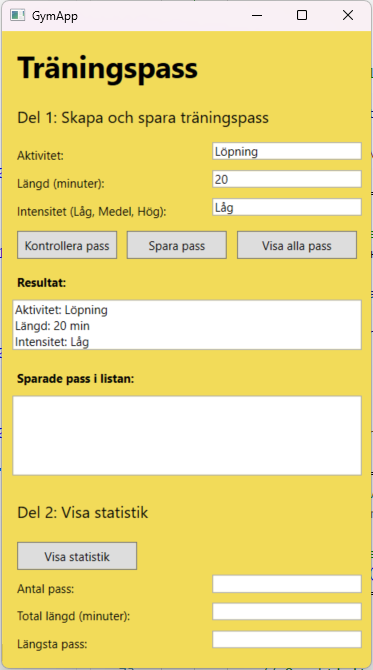 GymApp
Träningspass
Del 1: Skapa och spara träningspass
Aktivitet: Löpning
Längd (minuter): 20
Intensitet (Låg, Medel, Hög): Låg
Kontrollera pass Spara pass Visa alla pass
Resultat:
Aktivitet: Löpning
Längd: 20 min
Intensitet: Låg
Sparade pass i listan:
Del 2: Visa statistik
Visa statistik
Antal pass:
Total längd (minuter):
Längsta pass: